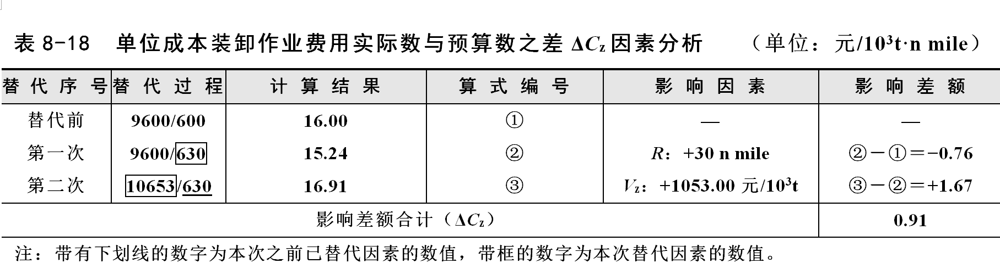 表 8-18 单位成本装卸作业费用实际数与预算数之差 ΔCz 因素分析 （单位：元/10³t·n mile）
替代序号 替代过程 计算结果 算式编号 影响因素 影响差额
替代前 9600/600 16.00 ① — —
第一次 9600/630 15.24 ② R：+30 n mile ②－①＝−0.76
第二次 10653/630 16.91 ③ Vz：+1053.00 元/10³t ③－②＝+1.67
影响差额合计（ΔCz） 0.91
注：带有下划线的数字为本次之前已替代因素的数值，带框的数字为本次替代因素的数值。